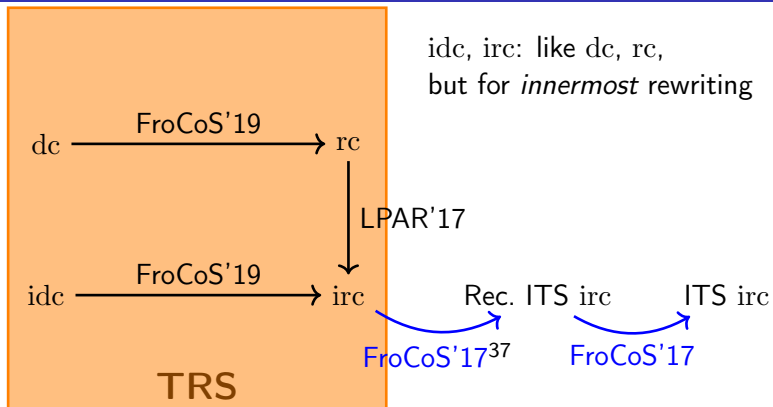 idc, irc: like dc, rc,
but for innermost rewriting
FroCoS'19
dc
rc
LPAR'17
FroCoS'19
idc
irc
Rec. ITS irc
ITS irc
FroCoS'17³⁷
FroCoS'17
TRS